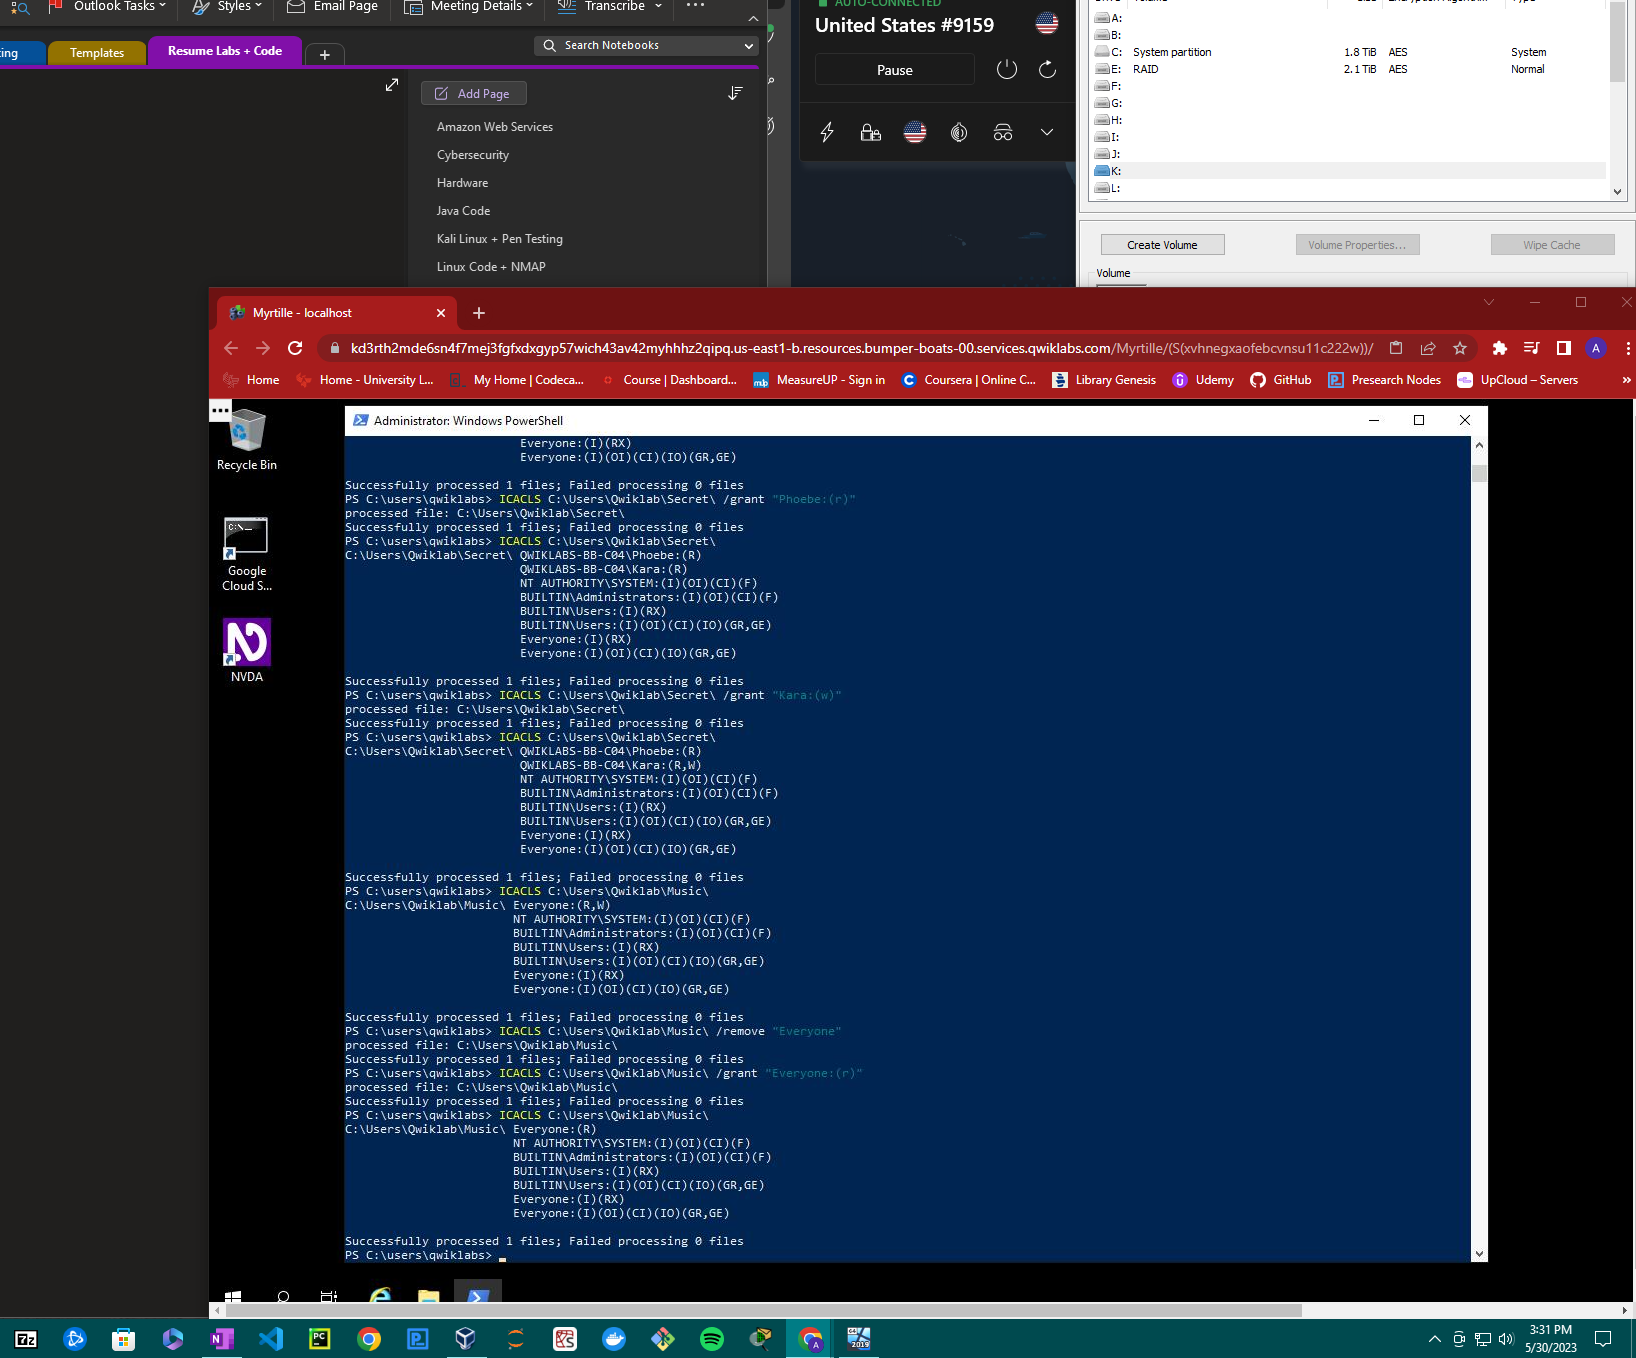 Outlook Tasks
Styles
Email Page
Meeting Details
Transcribe
Templates
Resume Labs + Code
Search Notebooks
Add Page
Amazon Web Services
Cybersecurity
Hardware
Java Code
Kali Linux + Pen Testing
Linux Code + NMAP
AUTO-CONNECTED
United States #9159
Pause
A:
B:
C: System partition 1.8 TiB AES System
E: RAID 2.1 TiB AES Normal
F:
G:
H:
I:
J:
K:
L:
Create Volume
Volume Properties...
Wipe Cache
Volume
Myrtille - localhost
kd3rth2mde6sn4f7mej3fgfxdxgyp57wich43av42myhhhz2qipq.us-east1-b.resources.bumper-boats-00.services.qwiklabs.com/Myrtille/(S(xvhnegxaofebcvnsu11c222w))/
Home
Home - University L...
My Home | Codeca...
Course | Dashboard...
MeasureUP - Sign in
Coursera | Online C...
Library Genesis
Udemy
GitHub
Presearch Nodes
UpCloud – Servers
»
Recycle Bin
Google
Cloud S...
NVDA
Administrator: Windows PowerShell
Everyone:(I)(RX)
Everyone:(I)(OI)(CI)(IO)(GR,GE)
Successfully processed 1 files; Failed processing 0 files
PS C:\users\qwiklabs> ICACLS C:\Users\Qwiklab\Secret\ /grant "Phoebe:(r)"
processed file: C:\Users\Qwiklab\Secret\
Successfully processed 1 files; Failed processing 0 files
PS C:\users\qwiklabs> ICACLS C:\Users\Qwiklab\Secret\
C:\Users\Qwiklab\Secret\ QWIKLABS-BB-C04\Phoebe:(R)
QWIKLABS-BB-C04\Kara:(R)
NT AUTHORITY\SYSTEM:(I)(OI)(CI)(F)
BUILTIN\Administrators:(I)(OI)(CI)(F)
BUILTIN\Users:(I)(RX)
BUILTIN\Users:(I)(OI)(CI)(IO)(GR,GE)
Everyone:(I)(RX)
Everyone:(I)(OI)(CI)(IO)(GR,GE)
Successfully processed 1 files; Failed processing 0 files
PS C:\users\qwiklabs> ICACLS C:\Users\Qwiklab\Secret\ /grant "Kara:(w)"
processed file: C:\Users\Qwiklab\Secret\
Successfully processed 1 files; Failed processing 0 files
PS C:\users\qwiklabs> ICACLS C:\Users\Qwiklab\Secret\
C:\Users\Qwiklab\Secret\ QWIKLABS-BB-C04\Phoebe:(R)
QWIKLABS-BB-C04\Kara:(R,W)
NT AUTHORITY\SYSTEM:(I)(OI)(CI)(F)
BUILTIN\Administrators:(I)(OI)(CI)(F)
BUILTIN\Users:(I)(RX)
BUILTIN\Users:(I)(OI)(CI)(IO)(GR,GE)
Everyone:(I)(RX)
Everyone:(I)(OI)(CI)(IO)(GR,GE)
Successfully processed 1 files; Failed processing 0 files
PS C:\users\qwiklabs> ICACLS C:\Users\Qwiklab\Music\
C:\Users\Qwiklab\Music\ Everyone:(R,W)
NT AUTHORITY\SYSTEM:(I)(OI)(CI)(F)
BUILTIN\Administrators:(I)(OI)(CI)(F)
BUILTIN\Users:(I)(RX)
BUILTIN\Users:(I)(OI)(CI)(IO)(GR,GE)
Everyone:(I)(RX)
Everyone:(I)(OI)(CI)(IO)(GR,GE)
Successfully processed 1 files; Failed processing 0 files
PS C:\users\qwiklabs> ICACLS C:\Users\Qwiklab\Music\ /remove "Everyone"
processed file: C:\Users\Qwiklab\Music\
Successfully processed 1 files; Failed processing 0 files
PS C:\users\qwiklabs> ICACLS C:\Users\Qwiklab\Music\ /grant "Everyone:(r)"
processed file: C:\Users\Qwiklab\Music\
Successfully processed 1 files; Failed processing 0 files
PS C:\users\qwiklabs> ICACLS C:\Users\Qwiklab\Music\
C:\Users\Qwiklab\Music\ Everyone:(R)
NT AUTHORITY\SYSTEM:(I)(OI)(CI)(F)
BUILTIN\Administrators:(I)(OI)(CI)(F)
BUILTIN\Users:(I)(RX)
BUILTIN\Users:(I)(OI)(CI)(IO)(GR,GE)
Everyone:(I)(RX)
Everyone:(I)(OI)(CI)(IO)(GR,GE)
Successfully processed 1 files; Failed processing 0 files
PS C:\users\qwiklabs>
3:31 PM
5/30/2023